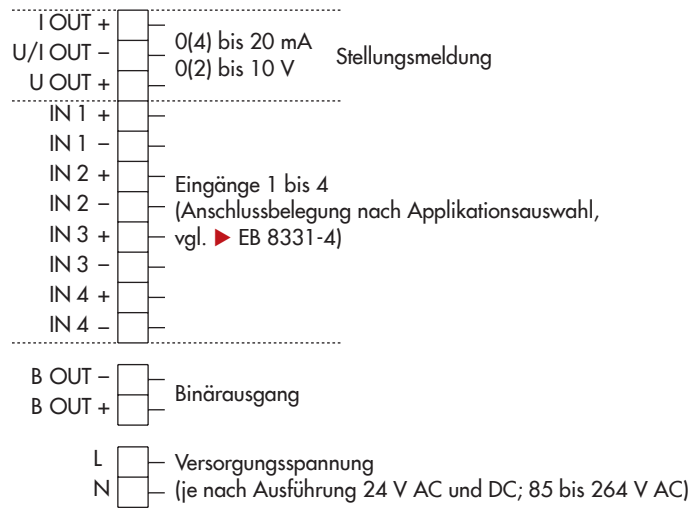 I OUT +
U/I OUT –
U OUT +
0(4) bis 20 mA
0(2) bis 10 V
Stellungsmeldung
IN 1 +
IN 1 –
IN 2 +
IN 2 –
IN 3 +
IN 3 –
IN 4 +
IN 4 –
Eingänge 1 bis 4
(Anschlussbelegung nach Applikationsauswahl,
vgl. ▶ EB 8331-4)
B OUT –
B OUT +
Binärausgang
L
N
Versorgungsspannung
(je nach Ausführung 24 V AC und DC; 85 bis 264 V AC)